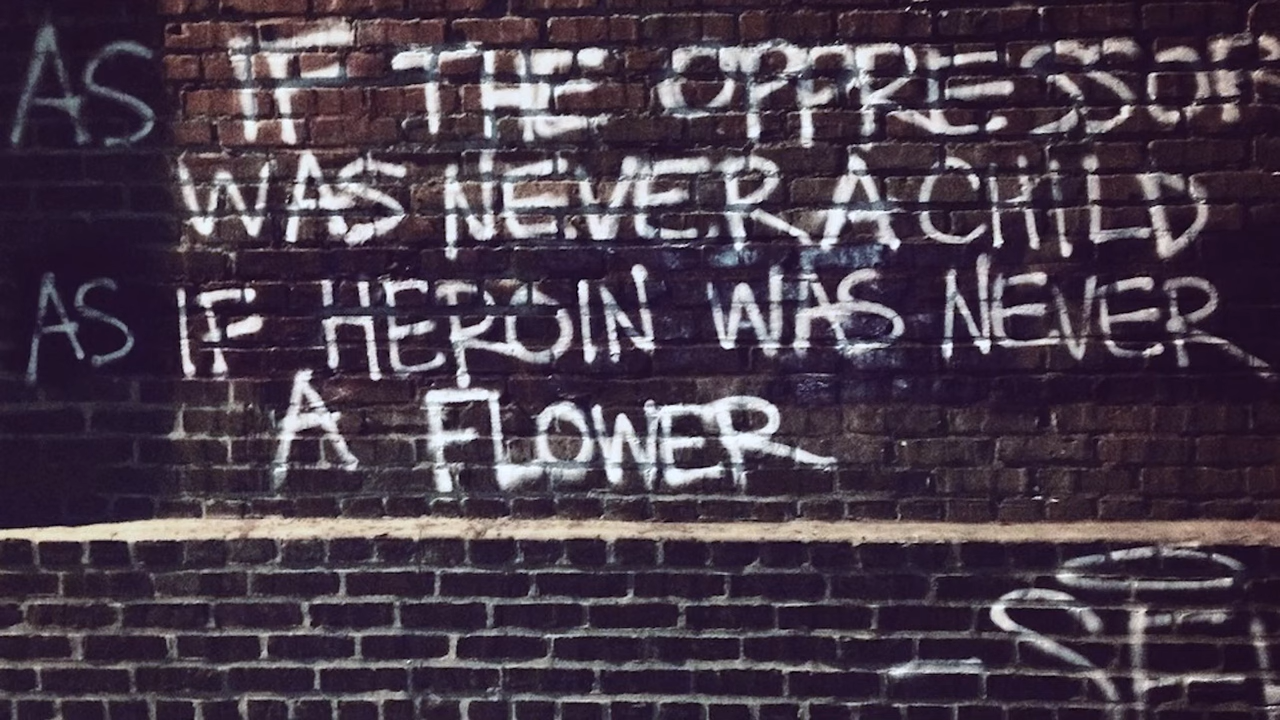 AS IF THE OPPRESSOR
WAS NEVER A CHILD
AS IF HEROIN WAS NEVER
A FLOWER